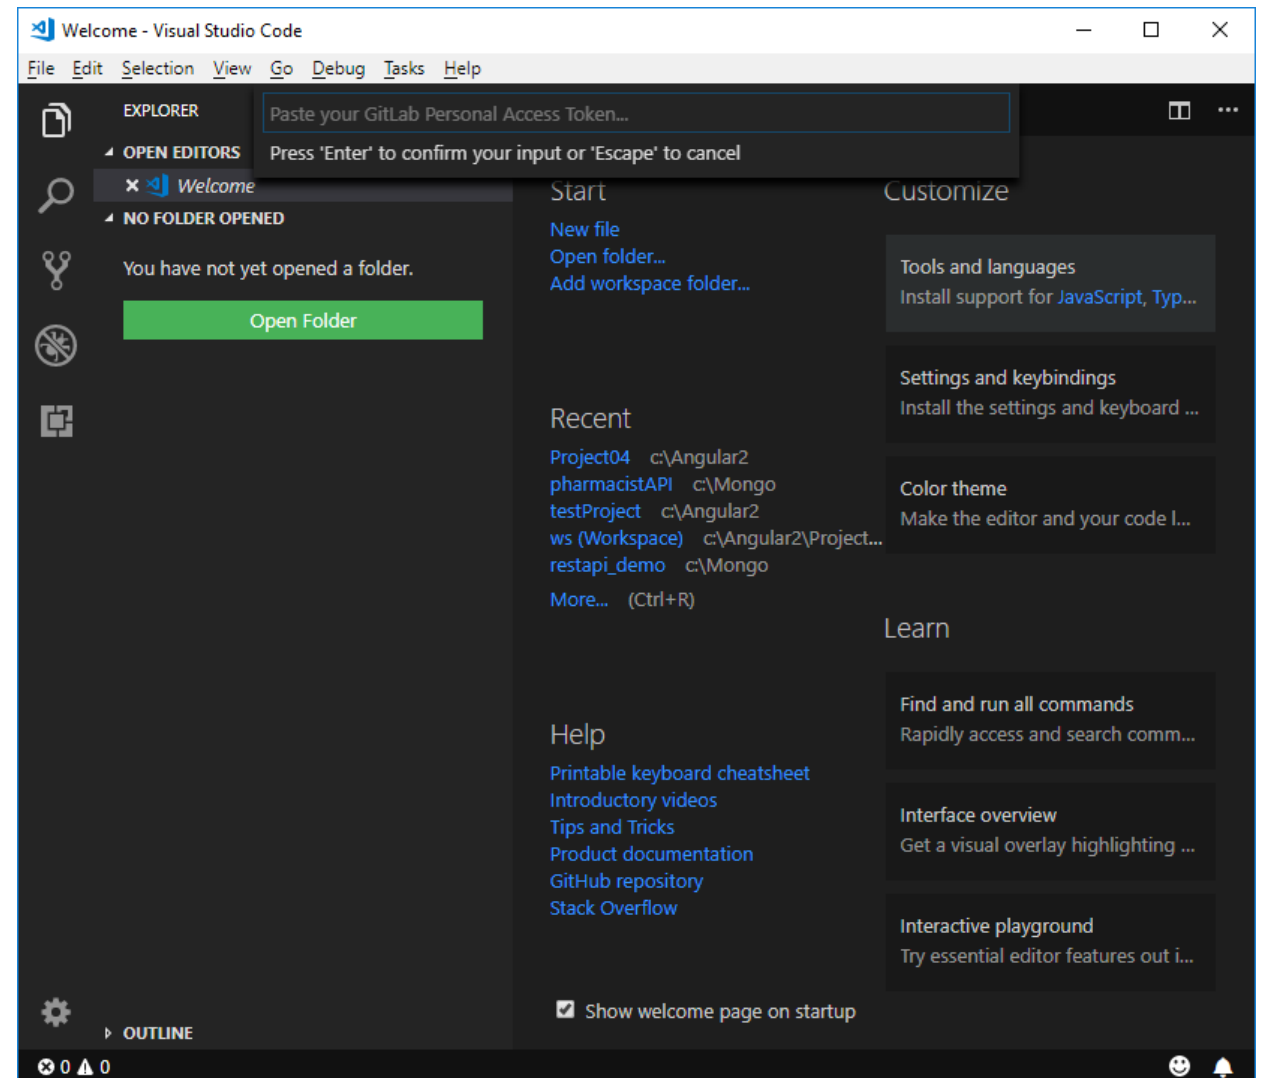 Welcome - Visual Studio Code
File Edit Selection View Go Debug Tasks Help
EXPLORER
Paste your GitLab Personal Access Token...
Press 'Enter' to confirm your input or 'Escape' to cancel
OPEN EDITORS
Welcome
NO FOLDER OPENED
You have not yet opened a folder.
Open Folder
OUTLINE
Start
New file
Open folder...
Add workspace folder...
Recent
Project04 c:\Angular2
pharmacistAPI c:\Mongo
testProject c:\Angular2
ws (Workspace) c:\Angular2\Project...
restapi_demo c:\Mongo
More... (Ctrl+R)
Help
Printable keyboard cheatsheet
Introductory videos
Tips and Tricks
Product documentation
GitHub repository
Stack Overflow
Show welcome page on startup
Customize
Tools and languages
Install support for JavaScript, Typ...
Settings and keybindings
Install the settings and keyboard ...
Color theme
Make the editor and your code l...
Learn
Find and run all commands
Rapidly access and search comm...
Interface overview
Get a visual overlay highlighting ...
Interactive playground
Try essential editor features out i...
0 0